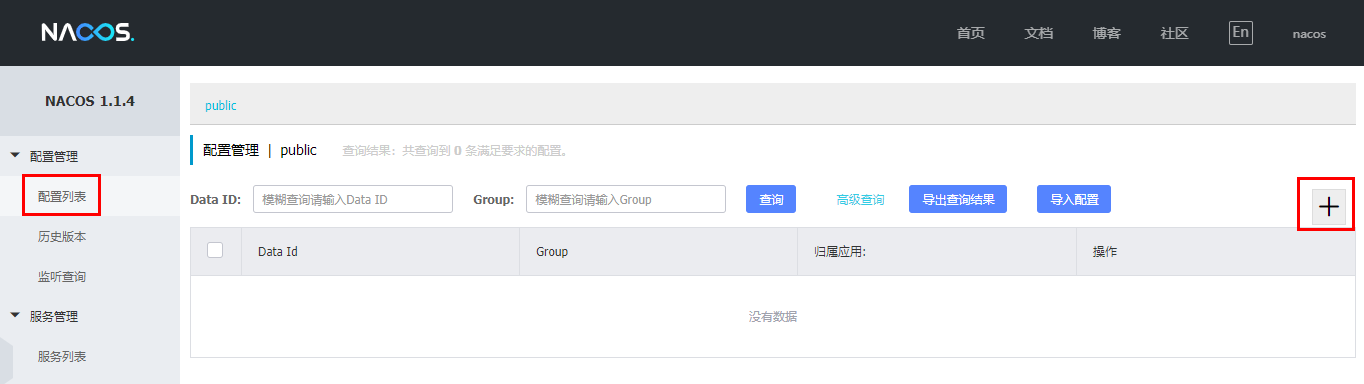 NACOS. 首页 文档 博客 社区 En nacos
NACOS 1.1.4
配置管理
配置列表
历史版本
监听查询
服务管理
服务列表
public
配置管理 | public 查询结果：共查询到 0 条满足要求的配置。
Data ID: 模糊查询请输入Data ID Group: 模糊查询请输入Group 查询 高级查询 导出查询结果 导入配置
Data Id Group 归属应用: 操作
没有数据